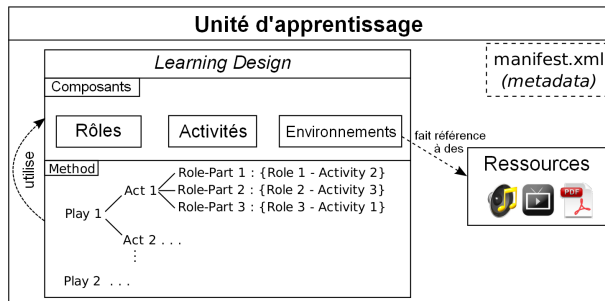 Unité d'apprentissage
Learning Design
manifest.xml
(metadata)
Composants
Rôles
Activités
Environnements
fait référence
à des
Ressources
PDF
utilise
Method
Play 1
Act 1
Role-Part 1 : {Role 1 - Activity 2}
Role-Part 2 : {Role 2 - Activity 3}
Role-Part 3 : {Role 3 - Activity 1}
Act 2 . . .
Play 2 . . .